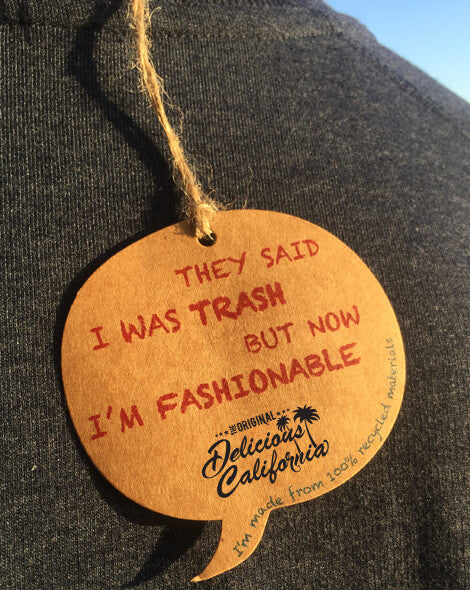 THEY SAID
I WAS TRASH
BUT NOW
I'M FASHIONABLE
THE ORIGINAL
Delicious
California
I'm made from 100% recycled materials